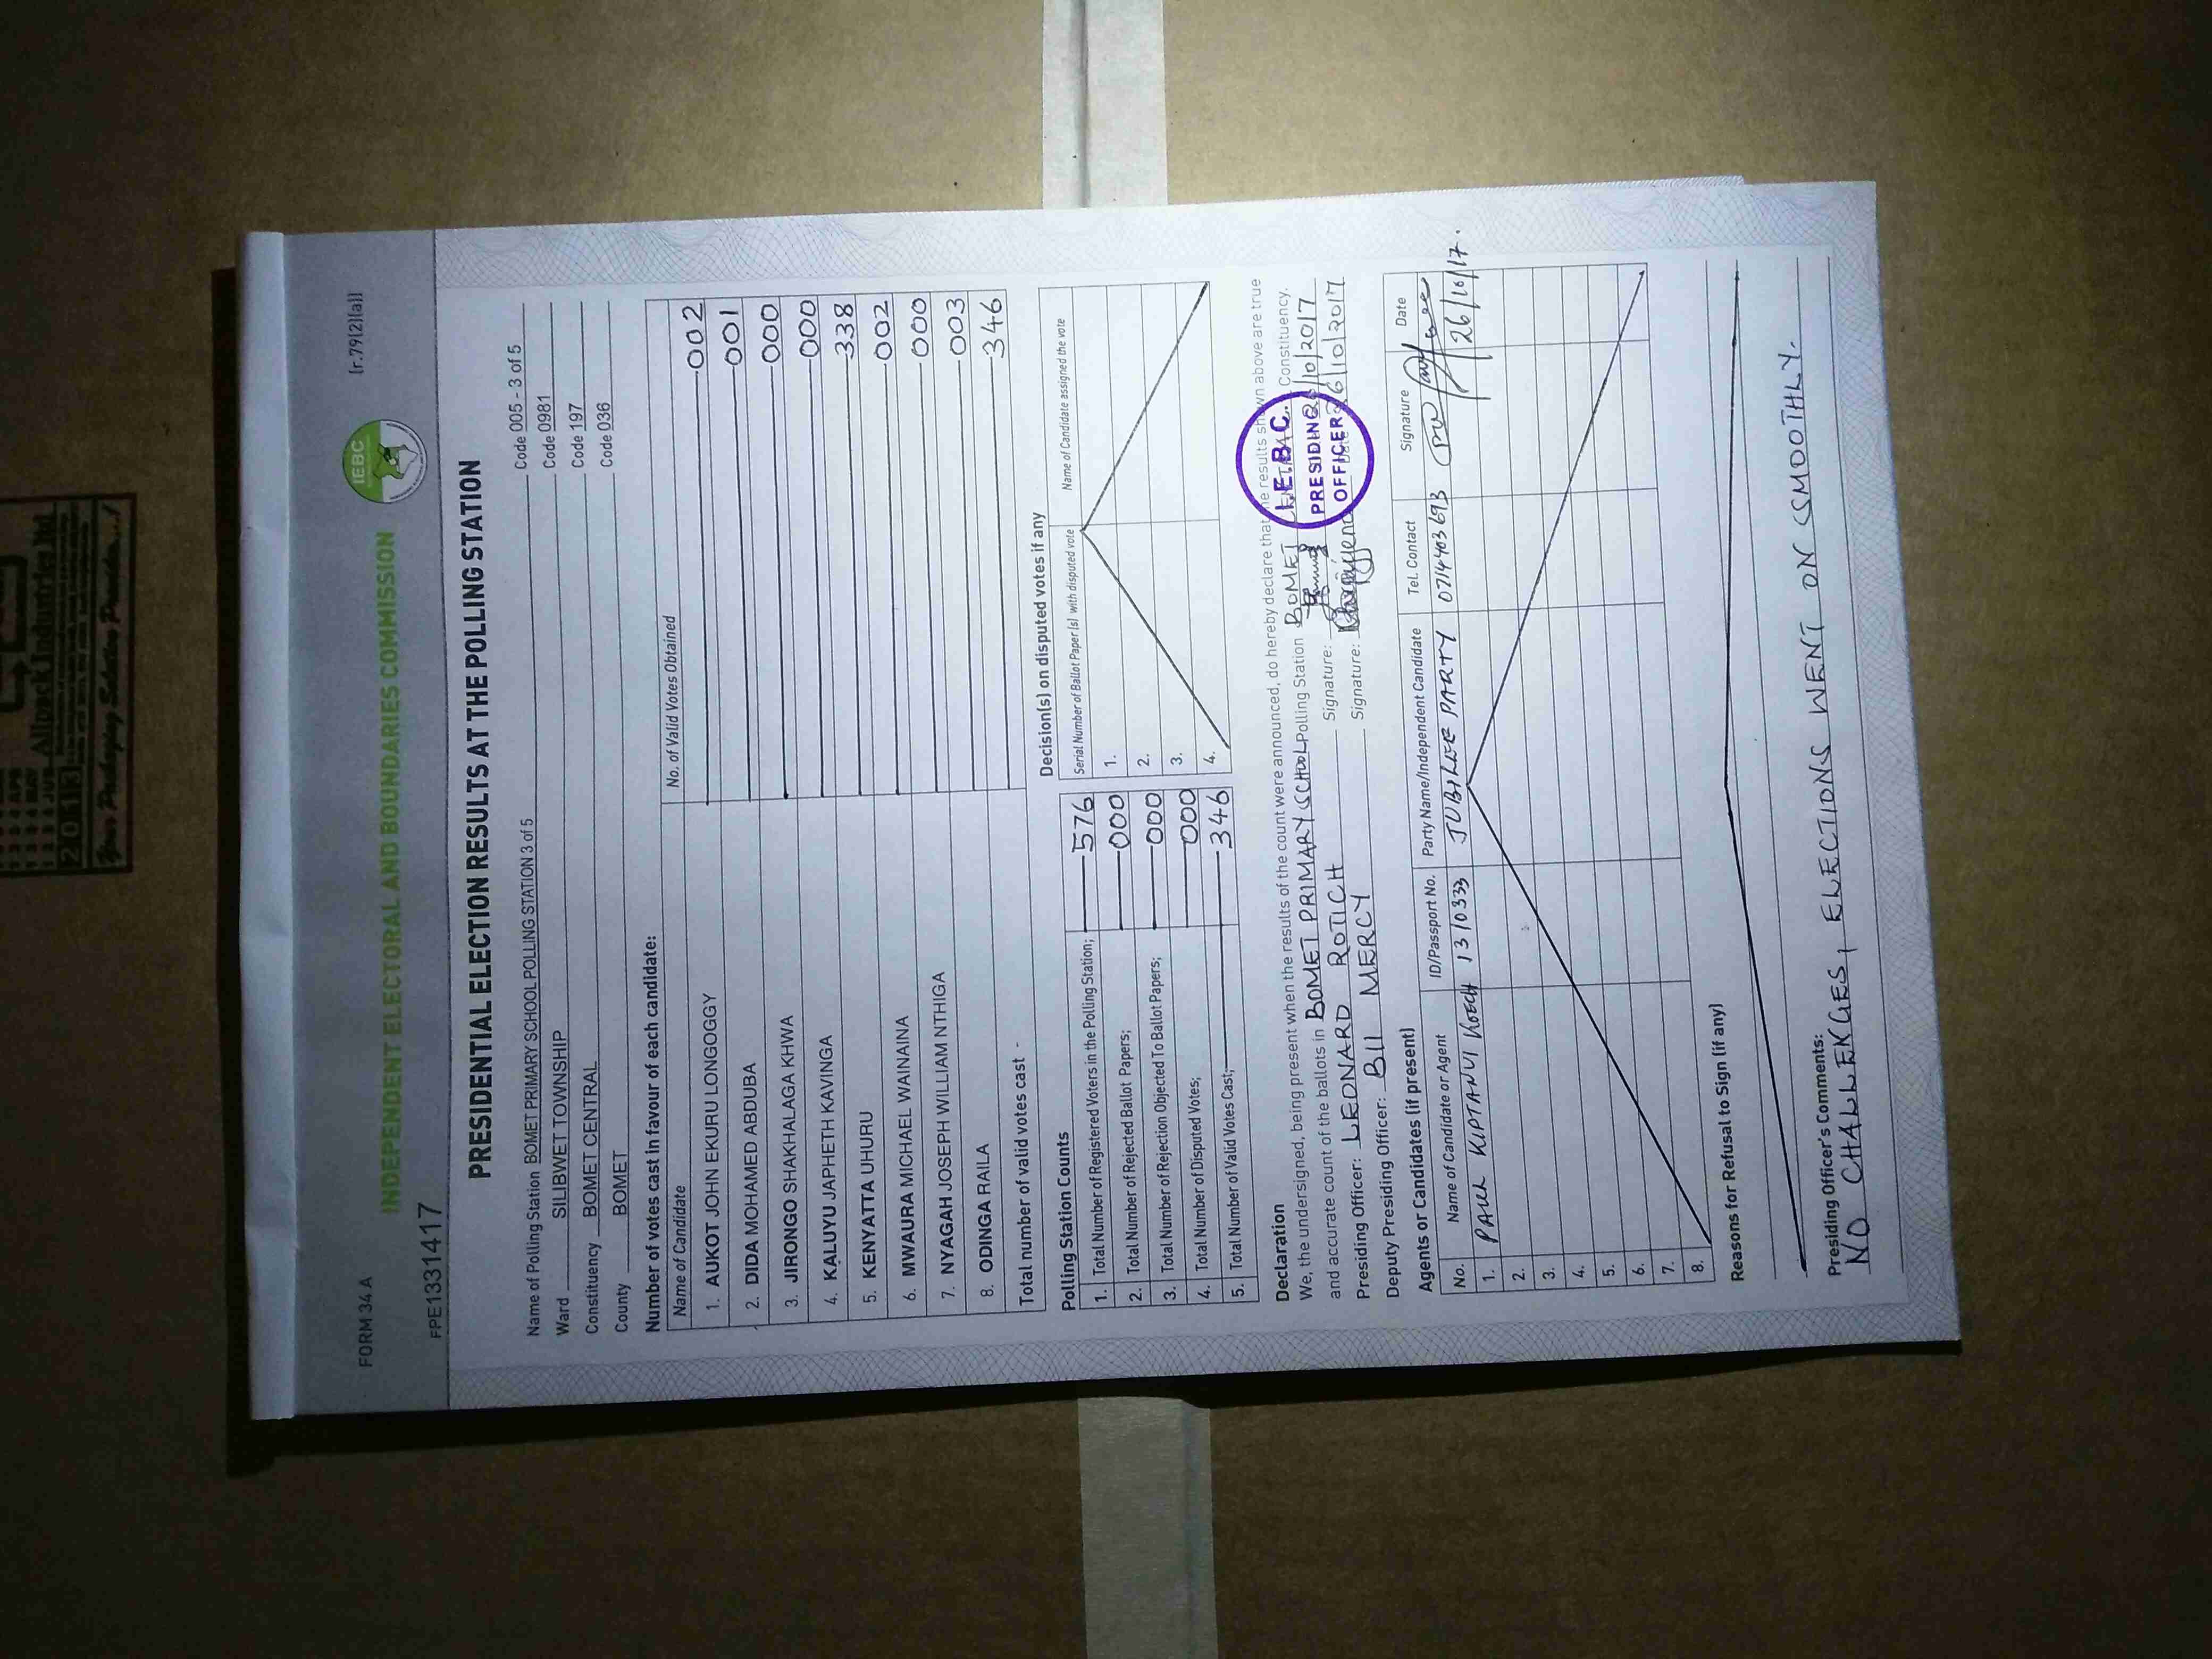 2013 Allpack Industries ltd
Your Packaging Solution Provider...!
FORM 34 A
(r.79(2)(a))
IEBC
INDEPENDENT ELECTORAL AND BOUNDARIES COMMISSION
FPE1331417
PRESIDENTIAL ELECTION RESULTS AT THE POLLING STATION
Name of Polling Station BOMET PRIMARY SCHOOL POLLING STATION 3 of 5 Code 005 - 3 of 5
Ward SILIBWET TOWNSHIP Code 0981
Constituency BOMET CENTRAL Code 197
County BOMET Code 036
Number of votes cast in favour of each candidate:
Name of Candidate No. of Valid Votes Obtained
1. AUKOT JOHN EKURU LONGOGGY 002
2. DIDA MOHAMED ABDUBA 001
3. JIRONGO SHAKHALAGA KHWA 000
4. KALUYU JAPHETH KAVINGA 000
5. KENYATTA UHURU 338
6. MWAURA MICHAEL WAINAINA 002
7. NYAGAH JOSEPH WILLIAM NTHIGA 000
8. ODINGA RAILA 003
Total number of valid votes cast - 346
Polling Station Counts
1. Total Number of Registered Voters in the Polling Station; 576
2. Total Number of Rejected Ballot Papers; 000
3. Total Number of Rejection Objected To Ballot Papers; 000
4. Total Number of Disputed Votes; 000
5. Total Number of Valid Votes Cast; 346
Decision(s) on disputed votes if any
Serial Number of Ballot Paper (s) with disputed vote Name of Candidate assigned the vote
1.
2.
3.
4.
Declaration
We, the undersigned, being present when the results of the count were announced, do hereby declare that the results shown above are true
and accurate count of the ballots in BOMET PRIMARY SCHOOL Polling Station BOMET CENTRAL Constituency.
Presiding Officer: LEONARD ROTICH Signature: 26/10/2017
Deputy Presiding Officer: BII MERCY Signature: Date 26/10/2017
I.E.B.C.
PRESIDING
OFFICER
Agents or Candidates (if present)
No. Name of Candidate or Agent ID/Passport No. Party Name/Independent Candidate Tel. Contact Signature Date
1. PAUL KIPTANUI KOECH 13110333 JUBILEE PARTY 0714403693 26/10/17.
2.
3.
4.
5.
6.
7.
8.
Reasons for Refusal to Sign (if any)
Presiding Officer's Comments:
NO CHALLENGES, ELECTIONS WENT ON SMOOTHLY.